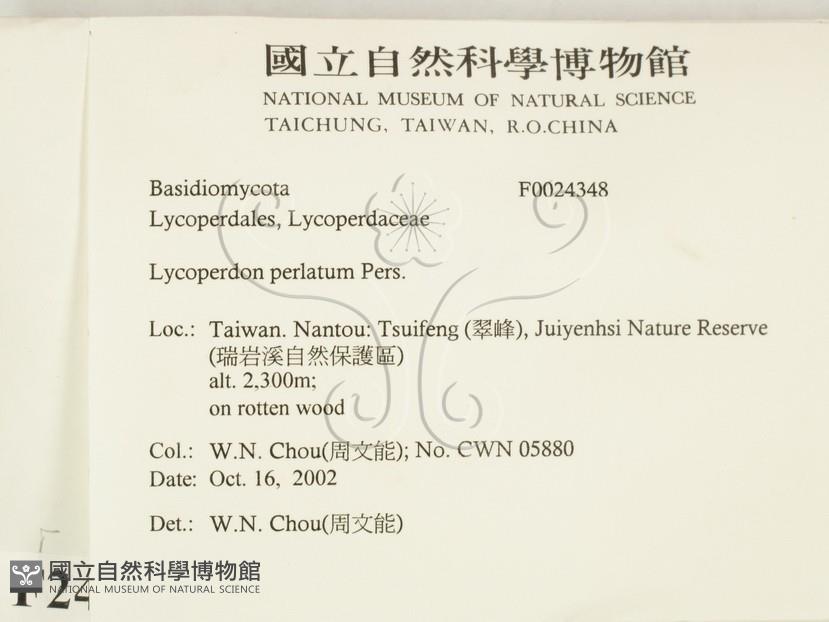 國立自然科學博物館
NATIONAL MUSEUM OF NATURAL SCIENCE
TAICHUNG, TAIWAN, R.O.CHINA
Basidiomycota F0024348
Lycoperdales, Lycoperdaceae
Lycoperdon perlatum Pers.
Loc.: Taiwan. Nantou: Tsuifeng (翠峰), Juiyenhsi Nature Reserve
(瑞岩溪自然保護區)
alt. 2,300m;
on rotten wood
Col.: W.N. Chou(周文能); No. CWN 05880
Date: Oct. 16, 2002
Det.: W.N. Chou(周文能)
國立自然科學博物館
NATIONAL MUSEUM OF NATURAL SCIENCE